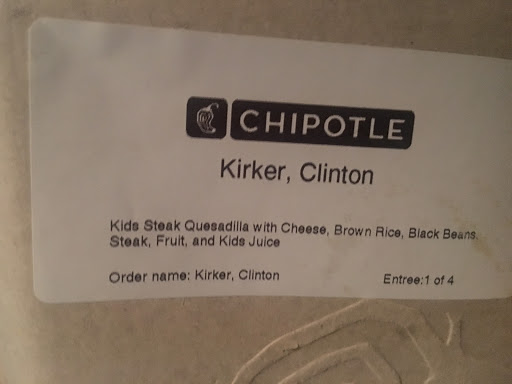 CHIPOTLE
Kirker, Clinton
Kids Steak Quesadilla with Cheese, Brown Rice, Black Beans,
Steak, Fruit, and Kids Juice
Order name: Kirker, Clinton Entree:1 of 4